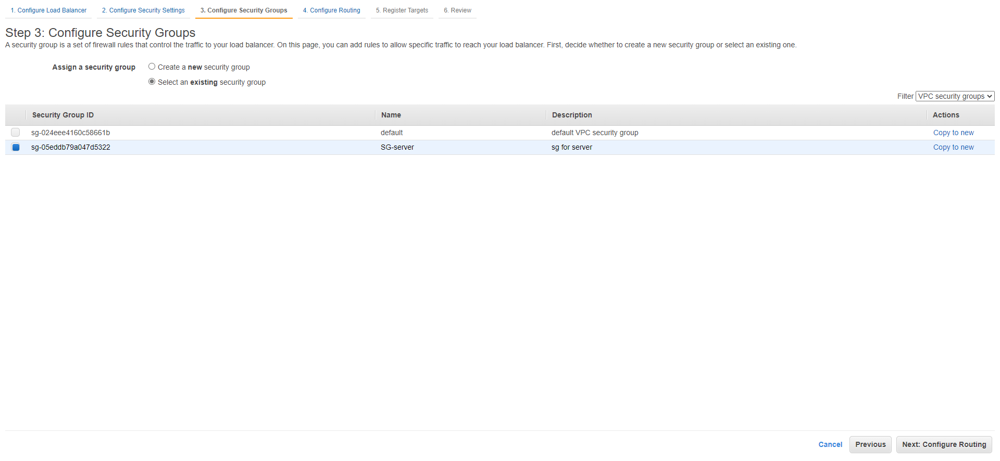 1. Configure Load Balancer 2. Configure Security Settings 3. Configure Security Groups 4. Configure Routing 5. Register Targets 6. Review
Step 3: Configure Security Groups
A security group is a set of firewall rules that control the traffic to your load balancer. On this page, you can add rules to allow specific traffic to reach your load balancer. First, decide whether to create a new security group or select an existing one.
Assign a security group Create a new security group
Select an existing security group
Filter VPC security groups
Security Group ID Name Description Actions
sg-024eee4160c58661b default default VPC security group Copy to new
sg-05eddb79a047d5322 SG-server sg for server Copy to new
Cancel Previous Next: Configure Routing